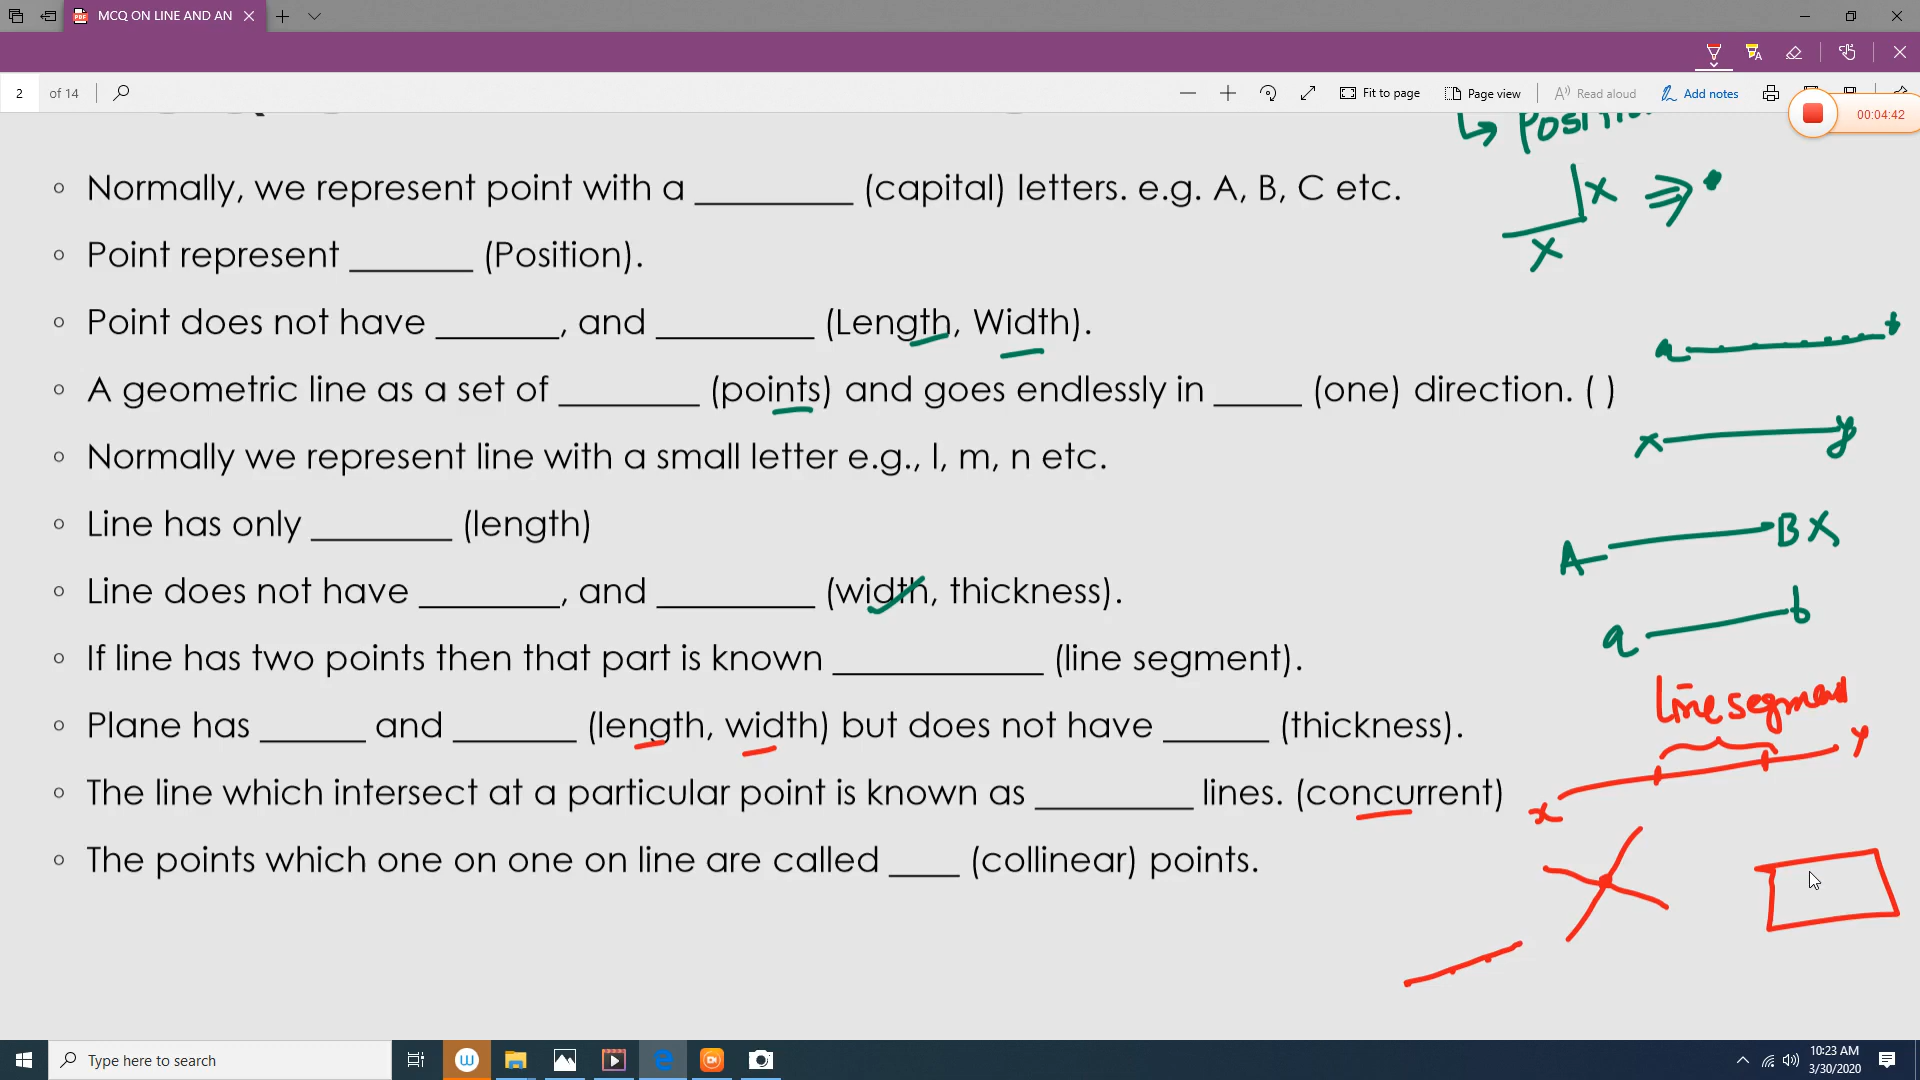 MCQ ON LINE AND AN
2 of 14
Fit to page
Page view
Read aloud
Add notes
00:04:42
Normally, we represent point with a _________ (capital) letters. e.g. A, B, C etc.
x
x
Point represent _______ (Position).
Point does not have _______, and _________ (Length, Width).
a b
A geometric line as a set of ________ (points) and goes endlessly in _____ (one) direction. ( )
x y
Normally we represent line with a small letter e.g., l, m, n etc.
Line has only ________ (length)
A B X
Line does not have ________, and _________ (width, thickness).
a b
If line has two points then that part is known ____________ (line segment).
Line segment
Plane has ______ and _______ (length, width) but does not have ______ (thickness).
x y
The line which intersect at a particular point is known as _________ lines. (concurrent)
The points which one on one on line are called ____ (collinear) points.
Type here to search
10:23 AM
3/30/2020